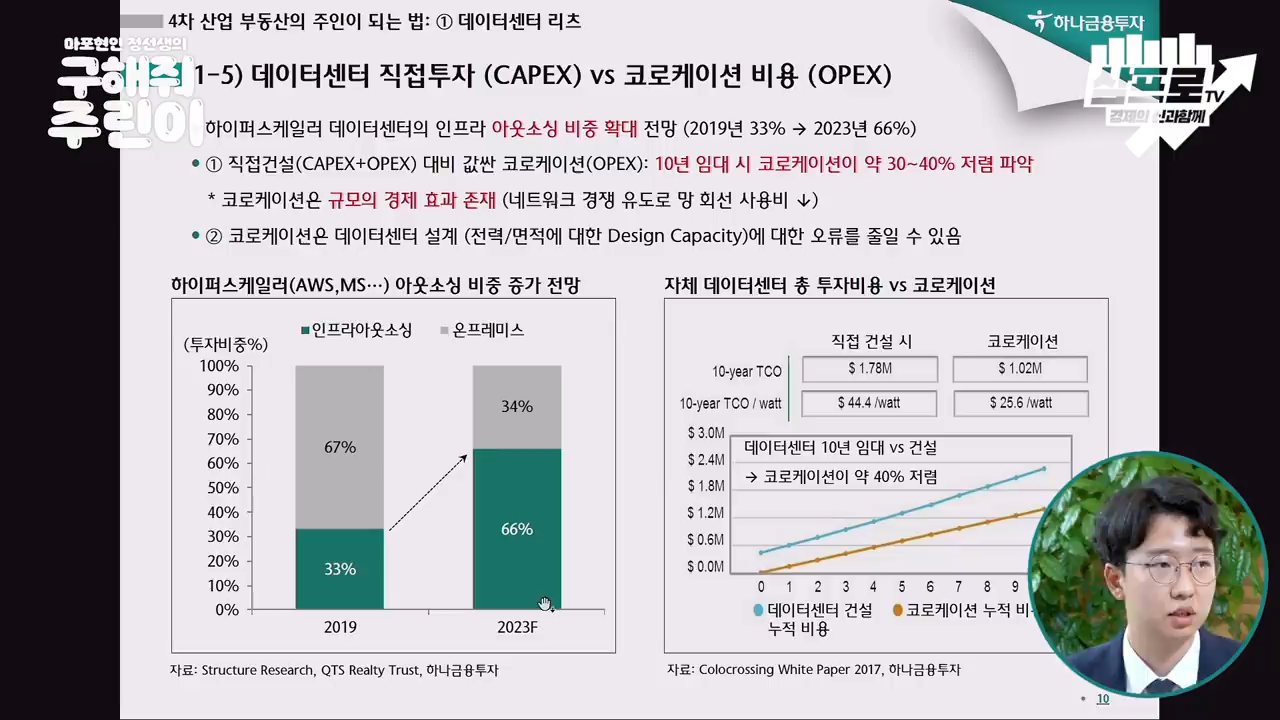 4차 산업 부동산의 주인이 되는 법: ① 데이터센터 리츠
하나금융투자
마포현인 정선생의
구해줘
주린이
삼프로TV
경제의 신과함께
1-5) 데이터센터 직접투자 (CAPEX) vs 코로케이션 비용 (OPEX)
하이퍼스케일러 데이터센터의 인프라 아웃소싱 비중 확대 전망 (2019년 33% → 2023년 66%)
• ① 직접건설(CAPEX+OPEX) 대비 값싼 코로케이션(OPEX): 10년 임대 시 코로케이션이 약 30~40% 저렴 파악
* 코로케이션은 규모의 경제 효과 존재 (네트워크 경쟁 유도로 망 회선 사용비 ↓)
• ② 코로케이션은 데이터센터 설계 (전력/면적에 대한 Design Capacity)에 대한 오류를 줄일 수 있음
하이퍼스케일러(AWS,MS…) 아웃소싱 비중 증가 전망
인프라아웃소싱 온프레미스
(투자비중%)
100%
90%
80%
70%
60%
50%
40%
30%
20%
10%
0%
67%
33%
34%
66%
2019 2023F
자료: Structure Research, QTS Realty Trust, 하나금융투자
자체 데이터센터 총 투자비용 vs 코로케이션
직접 건설 시 코로케이션
10-year TCO $ 1.78M $ 1.02M
10-year TCO / watt $ 44.4 /watt $ 25.6 /watt
$ 3.0M
$ 2.4M
$ 1.8M
$ 1.2M
$ 0.6M
$ 0.0M
데이터센터 10년 임대 vs 건설
→ 코로케이션이 약 40% 저렴
0 1 2 3 4 5 6 7 8 9
데이터센터 건설 누적 비용
코로케이션 누적
자료: Colocrossing White Paper 2017, 하나금융투자
10